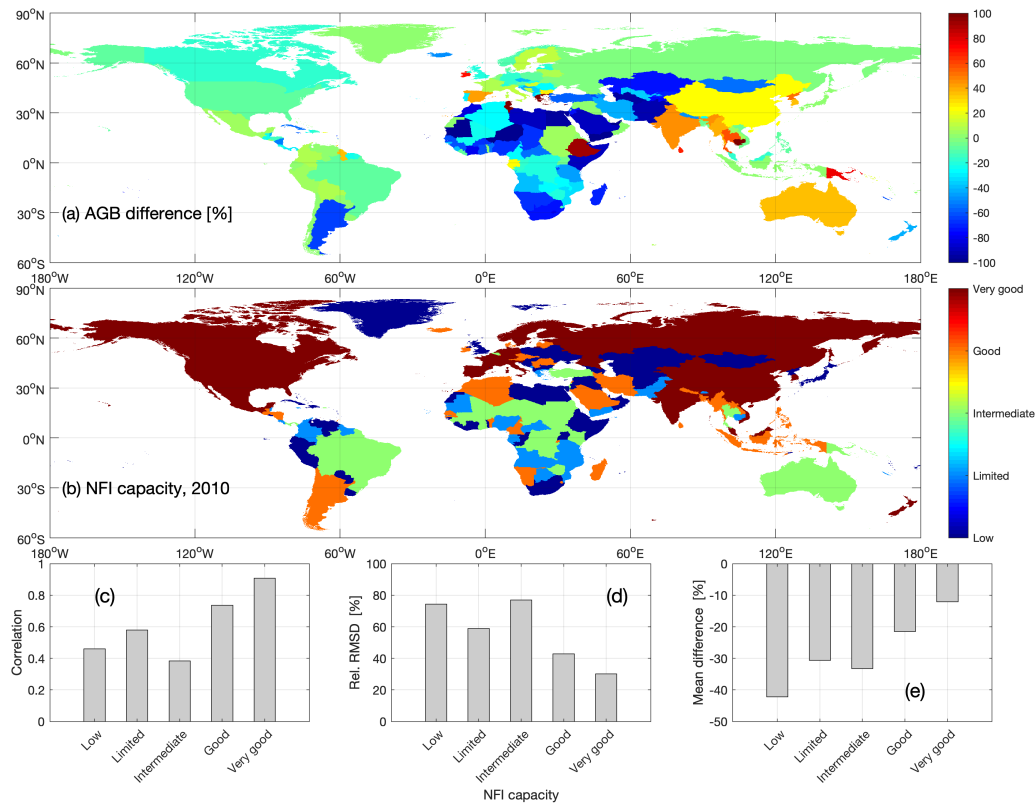 90°N
60°N
30°N
0°N
30°S
60°S
180°W
120°W
60°W
0°E
60°E
120°E
180°E
(a) AGB difference [%]
100
80
60
40
20
0
-20
-40
-60
-80
-100
90°N
60°N
30°N
0°N
30°S
60°S
180°W
120°W
60°W
0°E
60°E
120°E
180°E
(b) NFI capacity, 2010
Very good
Good
Intermediate
Limited
Low
Correlation
1
0.8
0.6
0.4
0.2
0
(c)
Low
Limited
Intermediate
Good
Very good
Rel. RMSD [%]
100
80
60
40
20
0
(d)
Low
Limited
Intermediate
Good
Very good
NFI capacity
Mean difference [%]
0
-10
-20
-30
-40
-50
(e)
Low
Limited
Intermediate
Good
Very good